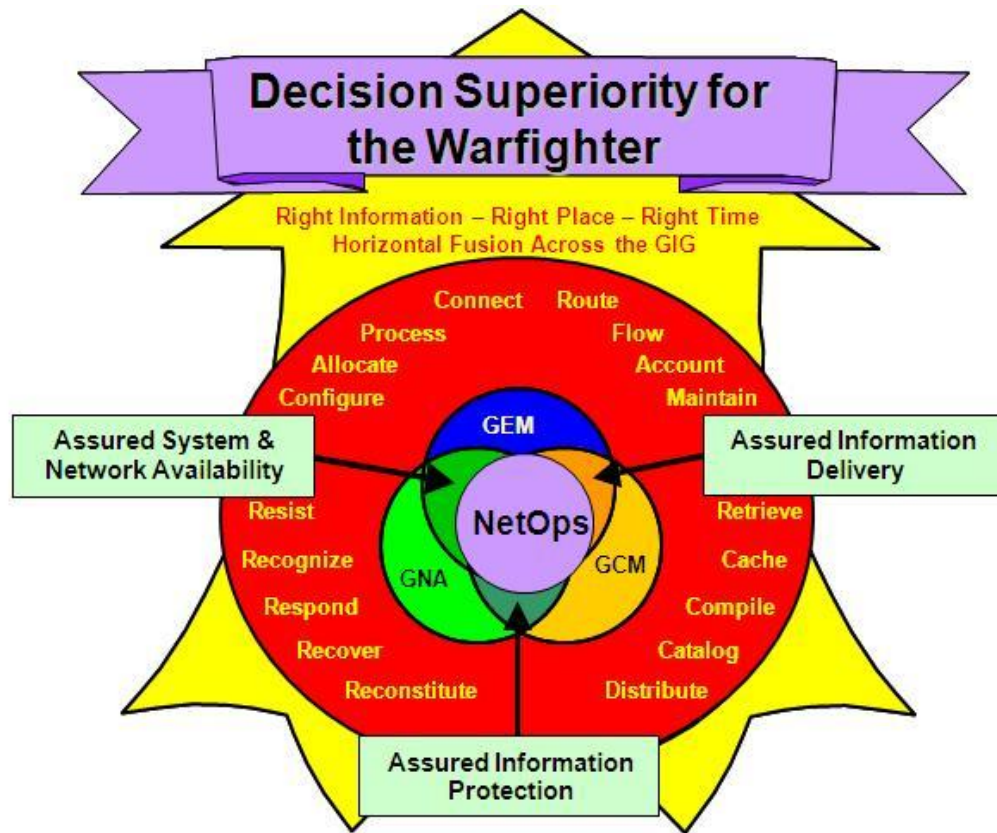 Decision Superiority for
the Warfighter
Right Information – Right Place – Right Time
Horizontal Fusion Across the GIG
Connect
Route
Process
Flow
Allocate
Account
Configure
Maintain
Assured System &
Network Availability
GEM
Assured Information
Delivery
Resist
NetOps
Retrieve
Recognize
GNA
GCM
Cache
Respond
Compile
Recover
Catalog
Reconstitute
Distribute
Assured Information
Protection